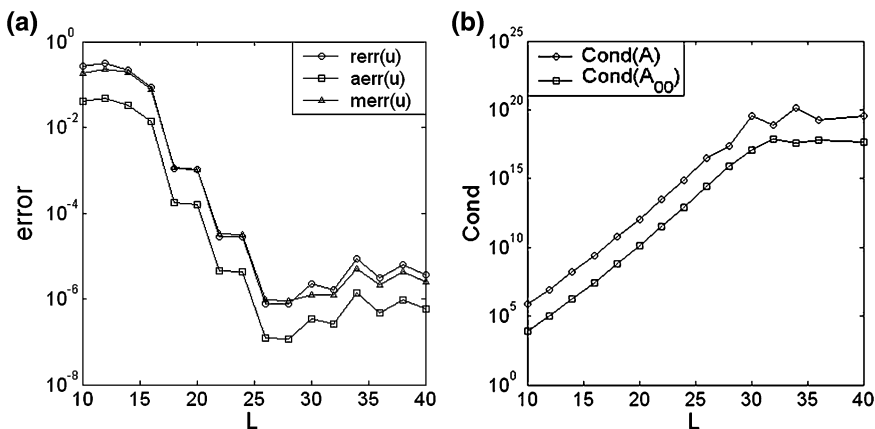 (a)
10^0
10^-2
10^-4
10^-6
10^-8
error
10 15 20 25 30 35 40
L
rerr(u)
aerr(u)
merr(u)
(b)
10^25
10^20
10^15
10^10
10^5
10^0
Cond
10 15 20 25 30 35 40
L
Cond(A)
Cond(A_00)